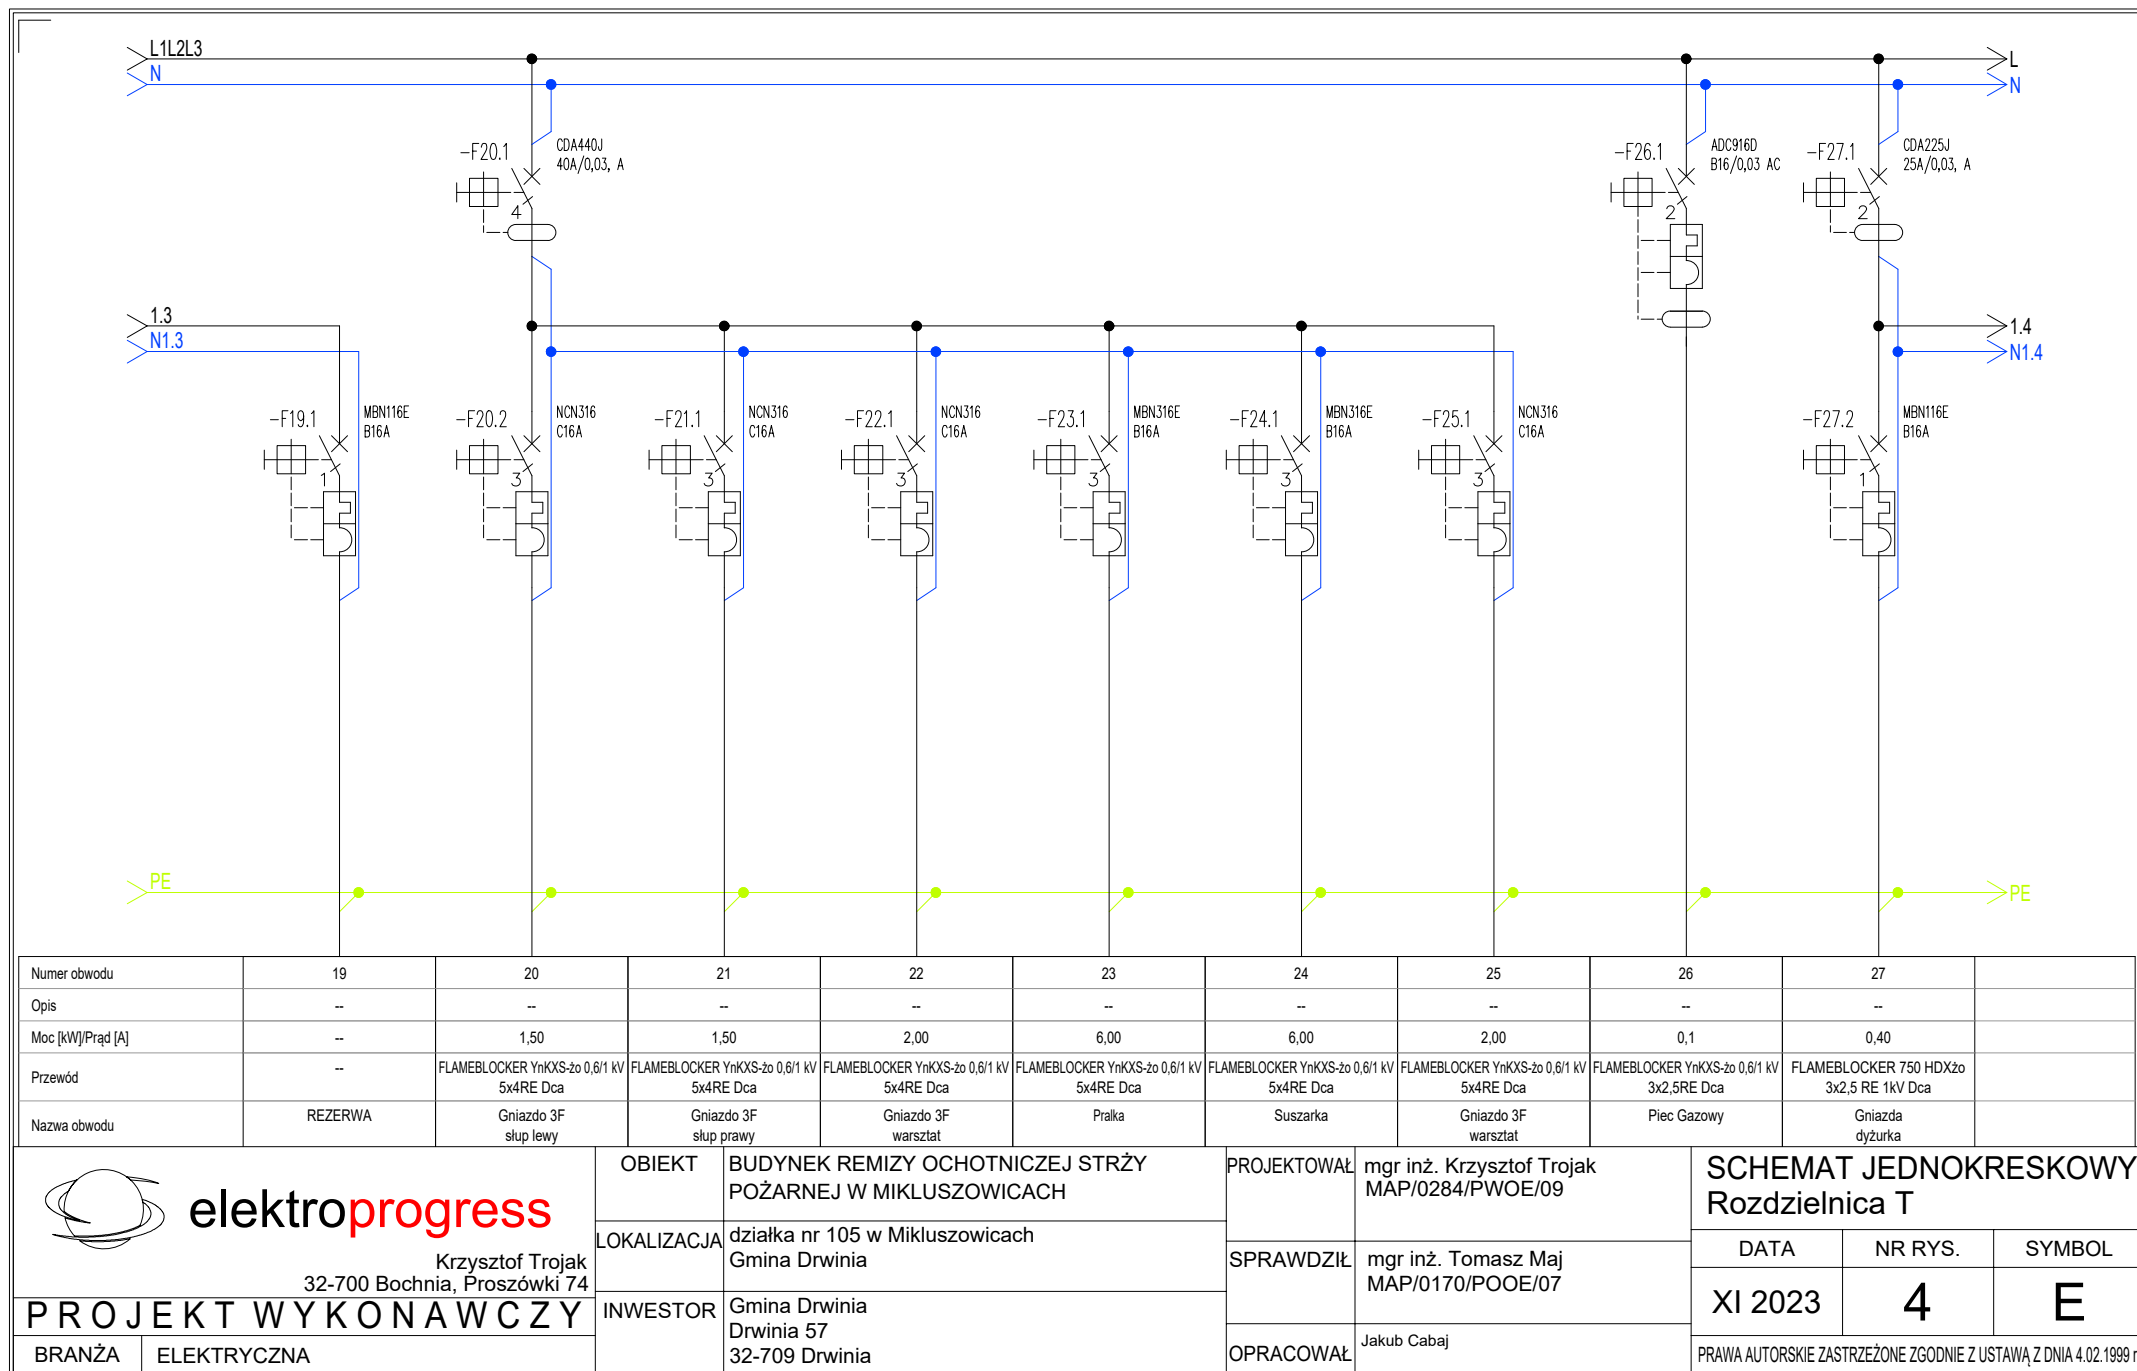 L1L2L3
L
N
N
-F20.1
CDA440J
40A/0,03, A
4
-F26.1
ADC916D
B16/0,03 AC
2
-F27.1
CDA225J
25A/0,03, A
2
1.3
N1.3
1.4
N1.4
-F19.1
MBN116E
B16A
1
-F20.2
NCN316
C16A
3
-F21.1
NCN316
C16A
3
-F22.1
NCN316
C16A
3
-F23.1
MBN316E
B16A
3
-F24.1
MBN316E
B16A
3
-F25.1
NCN316
C16A
3
-F27.2
MBN116E
B16A
1
PE
PE
Numer obwodu 19 20 21 22 23 24 25 26 27
Opis -- -- -- -- -- -- -- -- --
Moc [kW]/Prąd [A] -- 1,50 1,50 2,00 6,00 6,00 2,00 0,1 0,40
Przewód -- FLAMEBLOCKER YnKXS-żo 0,6/1 kV FLAMEBLOCKER YnKXS-żo 0,6/1 kV FLAMEBLOCKER YnKXS-żo 0,6/1 kV FLAMEBLOCKER YnKXS-żo 0,6/1 kV FLAMEBLOCKER YnKXS-żo 0,6/1 kV FLAMEBLOCKER YnKXS-żo 0,6/1 kV FLAMEBLOCKER YnKXS-żo 0,6/1 kV FLAMEBLOCKER 750 HDXżo
5x4RE Dca 5x4RE Dca 5x4RE Dca 5x4RE Dca 5x4RE Dca 5x4RE Dca 3x2,5RE Dca 3x2,5 RE 1kV Dca
Nazwa obwodu REZERWA Gniazdo 3F Gniazdo 3F Gniazdo 3F Pralka Suszarka Gniazdo 3F Piec Gazowy Gniazda
słup lewy słup prawy warsztat warsztat dyżurka
elektroprogress
Krzysztof Trojak
32-700 Bochnia, Proszówki 74
PROJEKT WYKONAWCZY
BRANŻA ELEKTRYCZNA
OBIEKT BUDYNEK REMIZY OCHOTNICZEJ STRŻY
POŻARNEJ W MIKLUSZOWICACH
LOKALIZACJA działka nr 105 w Mikluszowicach
Gmina Drwinia
INWESTOR Gmina Drwinia
Drwinia 57
32-709 Drwinia
PROJEKTOWAŁ mgr inż. Krzysztof Trojak
MAP/0284/PWOE/09
SPRAWDZIŁ mgr inż. Tomasz Maj
MAP/0170/POOE/07
OPRACOWAŁ Jakub Cabaj
SCHEMAT JEDNOKRESKOWY
Rozdzielnica T
DATA NR RYS. SYMBOL
XI 2023 4 E
PRAWA AUTORSKIE ZASTRZEŻONE ZGODNIE Z USTAWĄ Z DNIA 4.02.1999 r